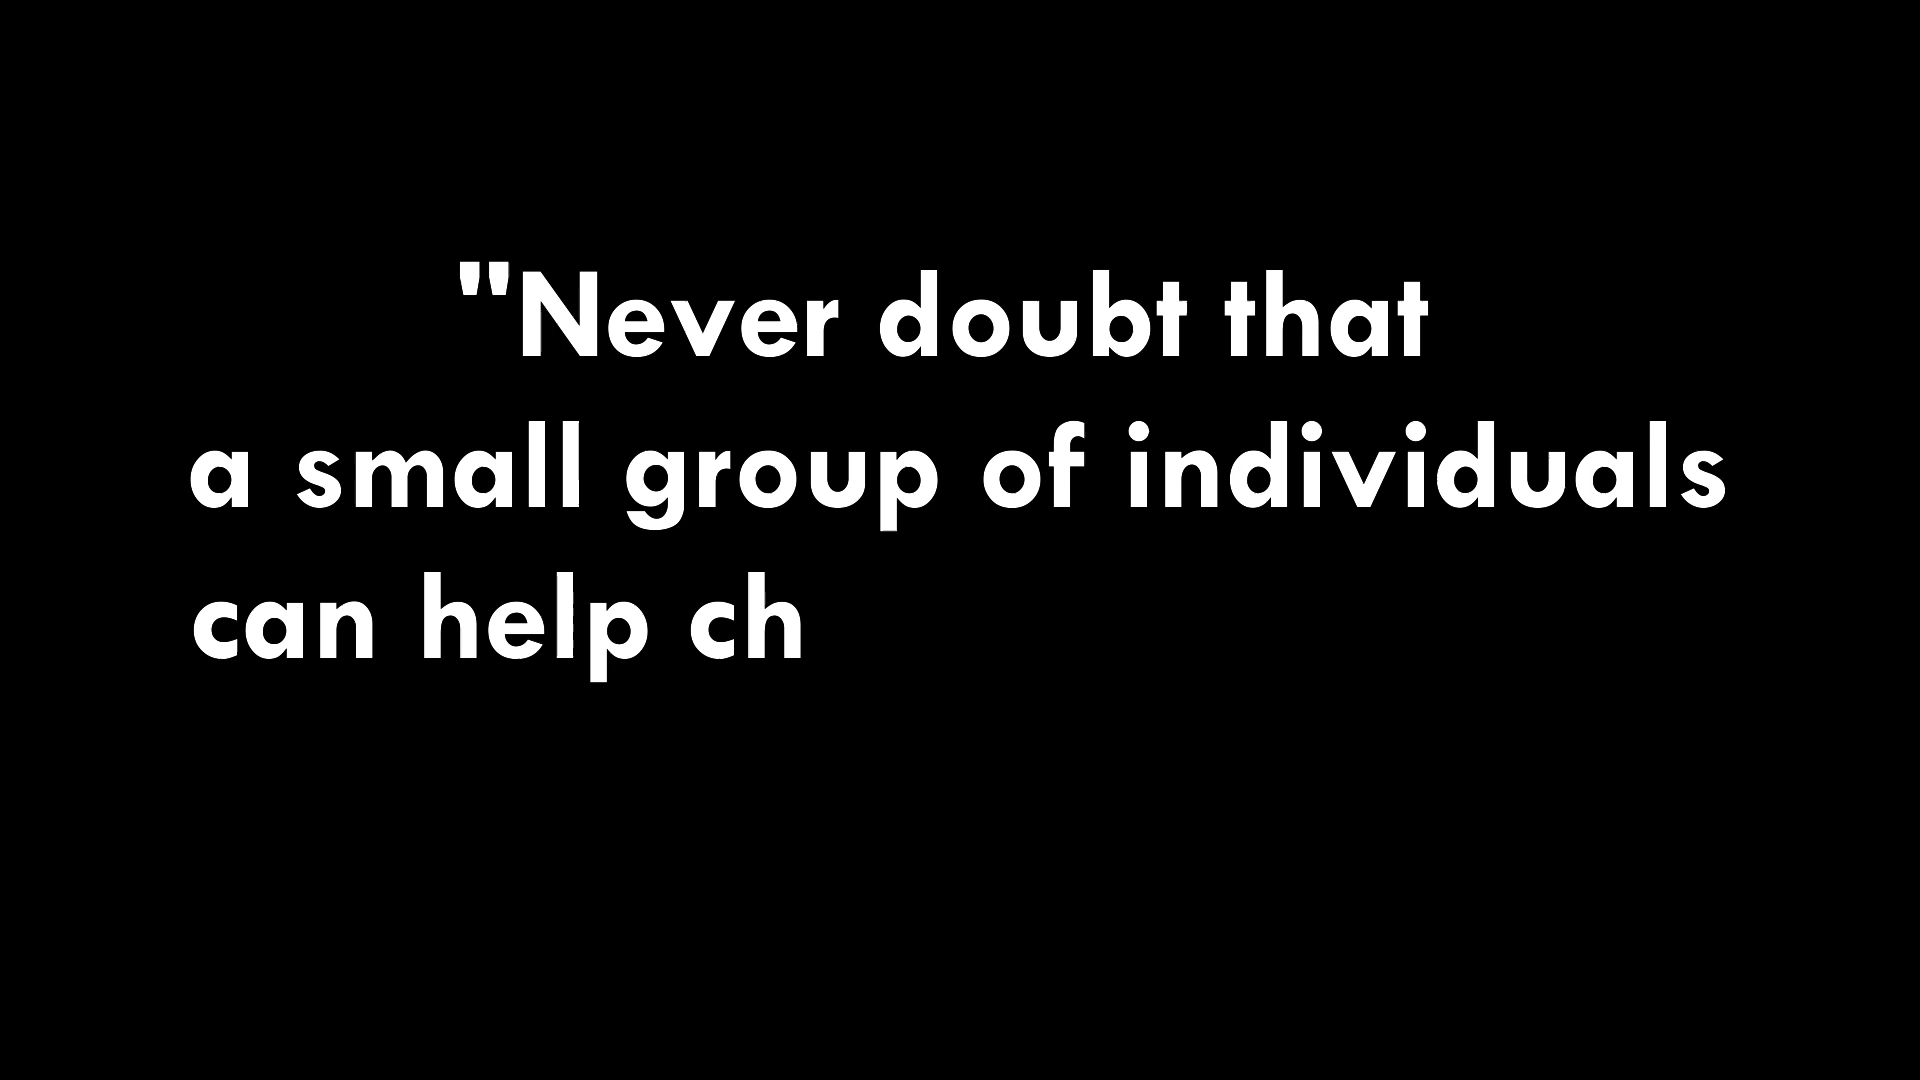 "Never doubt that
a small group of individuals
can help ch